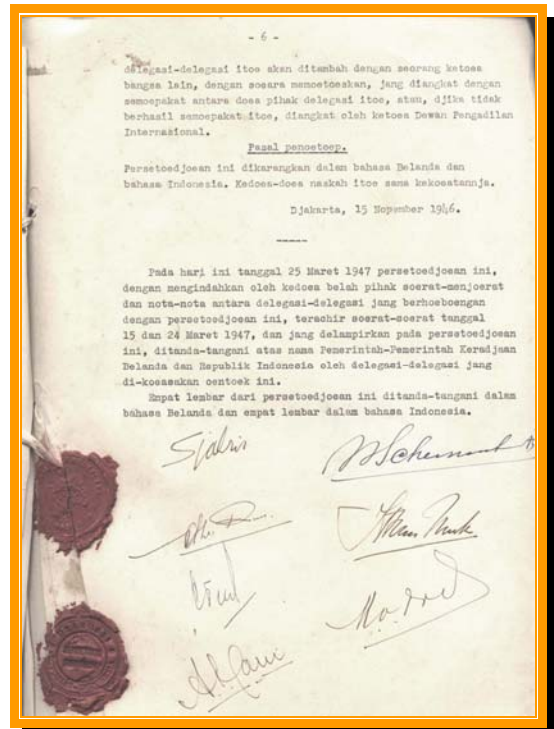 - 6 -
delegasi-delegasi itoe akan ditambah dengan seorang ketoea
bangsa lain, dengan soeara memoetoeskan, jang diangkat dengan
semoepakat antara doea pihak delegasi itoe, atau, djika tidak
berhasil semoepakat itoe, diangkat oleh ketoea Dewan Pengadilan
Internasional.
Pasal penoetoep.
Persetoedjoean ini dikarangkan dalam bahasa Belanda dan
bahasa Indonesia. Kedoea-doea naskah itoe sama kekoeatannja.
Djakarta, 15 Nopember 1946.
-----
Pada hari ini tanggal 25 Maret 1947 persetoedjoean ini,
dengan mengindahkan oleh kedoea belah pihak soerat-menjoerat
dan nota-nota antara delegasi-delegasi jang berhoeboengan
dengan persetoedjoean ini, terachir soerat-soerat tanggal
15 dan 24 Maret 1947, dan jang delampirkan pada persetoedjoean
ini, ditanda-tangani atas nama Pemerintah-Pemerintah Keradjaan
Belanda dan Republik Indonesia oleh delegasi-delegasi jang
di-koeasakan oentoek ini.
Empat lembar dari persetoedjoean ini ditanda-tangani dalam
bahasa Belanda dan empat lembar dalam bahasa Indonesia.
Sjahrir